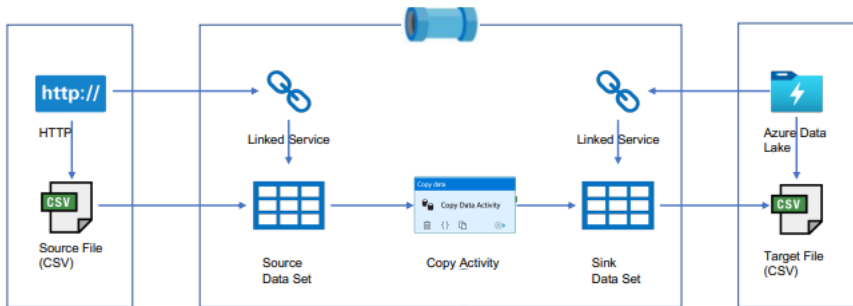 http://
HTTP
CSV
Source File
(CSV)
Linked Service
Source
Data Set
Copy data
Copy Data Activity
{}
Copy Activity
Linked Service
Sink
Data Set
Azure Data
Lake
CSV
Target File
(CSV)